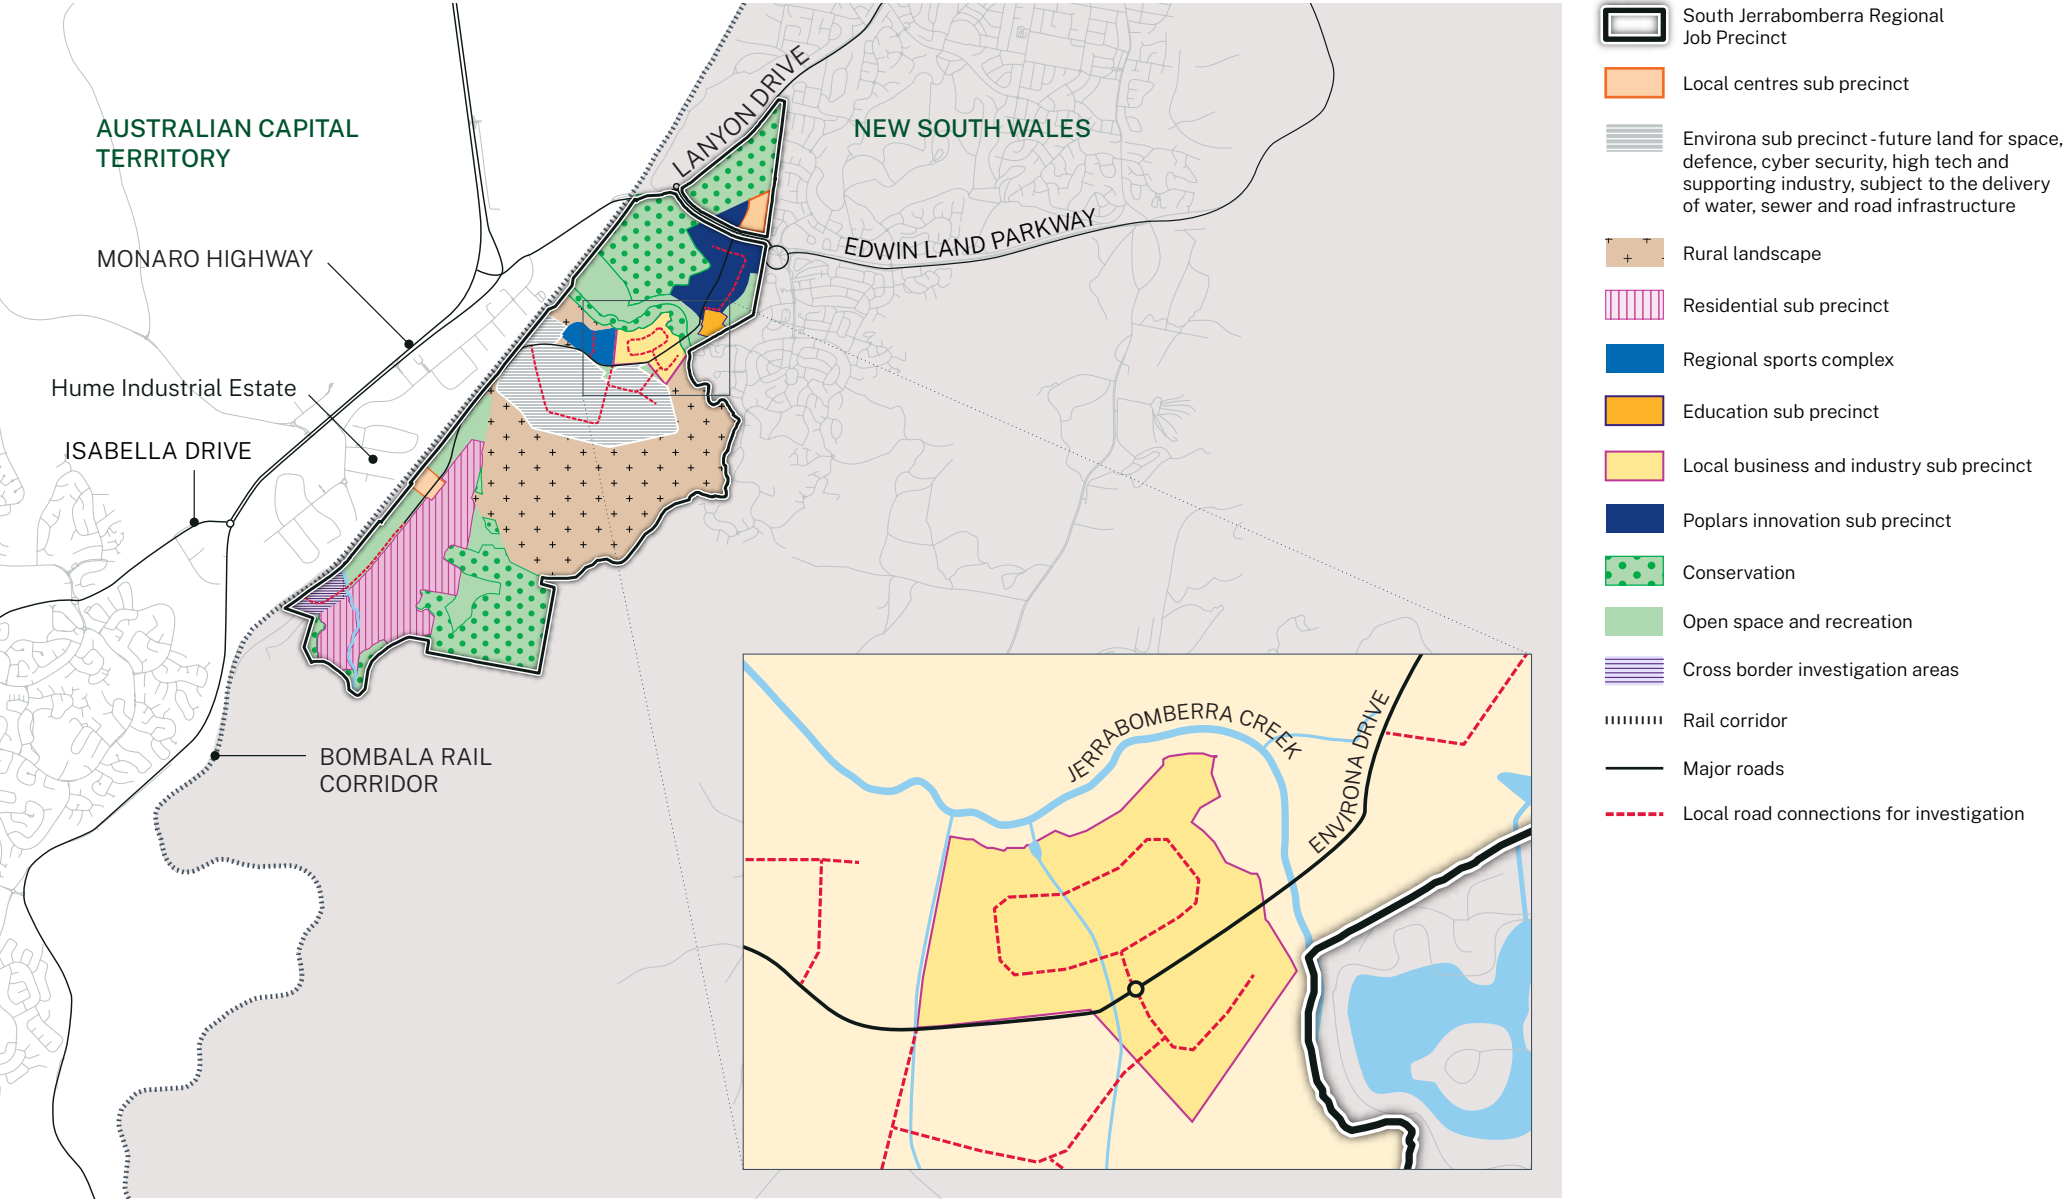 AUSTRALIAN CAPITAL
TERRITORY
NEW SOUTH WALES
LANYON DRIVE
EDWIN LAND PARKWAY
MONARO HIGHWAY
Hume Industrial Estate
ISABELLA DRIVE
BOMBALA RAIL
CORRIDOR
JERRABOMBERRA CREEK
ENVIRONA DRIVE
South Jerrabomberra Regional
Job Precinct
Local centres sub precinct
Environa sub precinct - future land for space,
defence, cyber security, high tech and
supporting industry, subject to the delivery
of water, sewer and road infrastructure
Rural landscape
Residential sub precinct
Regional sports complex
Education sub precinct
Local business and industry sub precinct
Poplars innovation sub precinct
Conservation
Open space and recreation
Cross border investigation areas
Rail corridor
Major roads
Local road connections for investigation